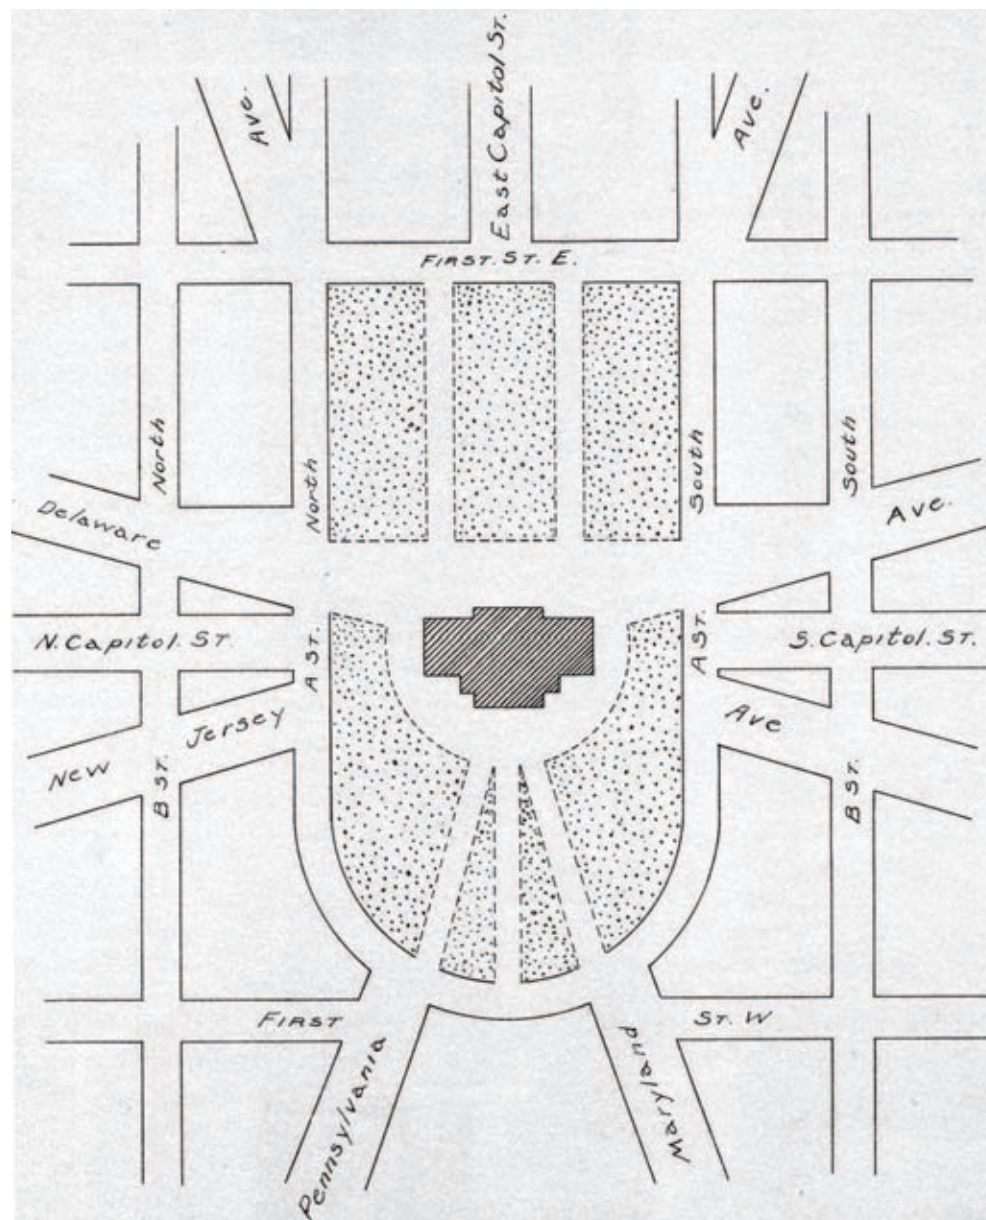 Ave.
East Capitol St.
Ave.
First. St. E.
North
North
South
South
Delaware
Ave.
N. Capitol. St.
A St.
A St.
S. Capitol. St.
New Jersey
Ave
B St.
B St.
First
St. W
Pennsylvania
Maryland